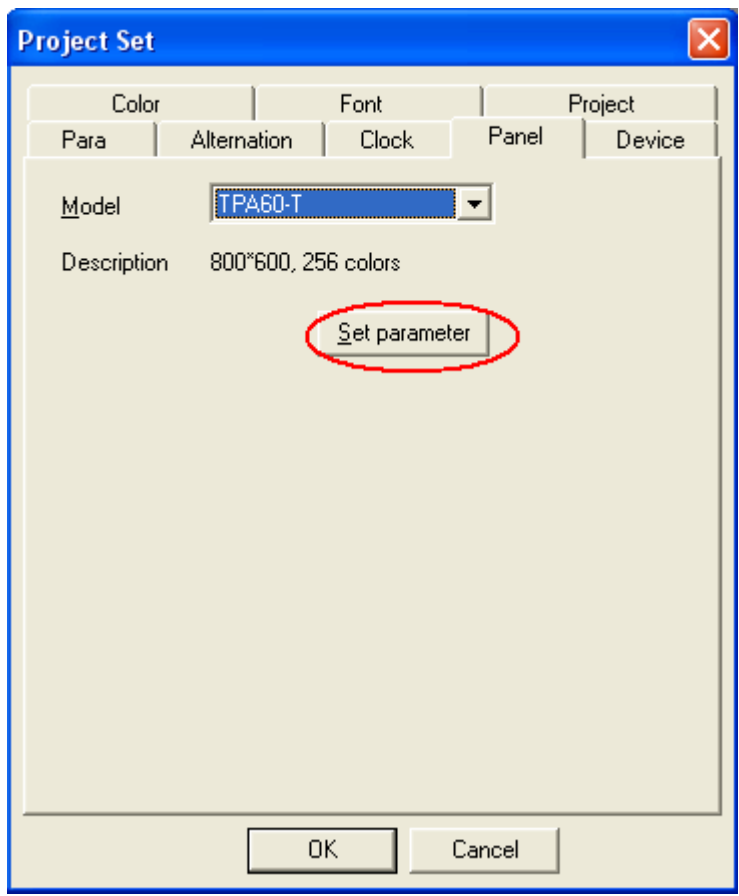 Project Set
Color Font Project
Para Alternation Clock Panel Device
Model TPA60-T
Description 800*600, 256 colors
Set parameter
OK Cancel